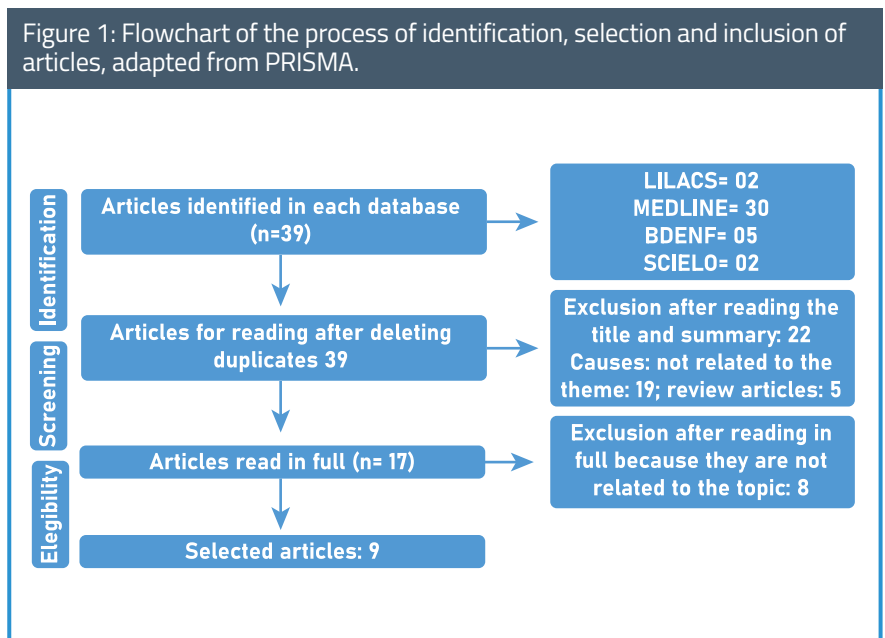 Figure 1: Flowchart of the process of identification, selection and inclusion of
articles, adapted from PRISMA.
Identification
Articles identified in each database
(n=39)
LILACS= 02
MEDLINE= 30
BDENF= 05
SCIELO= 02
Articles for reading after deleting
duplicates 39
Exclusion after reading the
title and summary: 22
Causes: not related to the
theme: 19; review articles: 5
Screening
Articles read in full (n= 17)
Exclusion after reading in
full because they are not
related to the topic: 8
Elegibility
Selected articles: 9